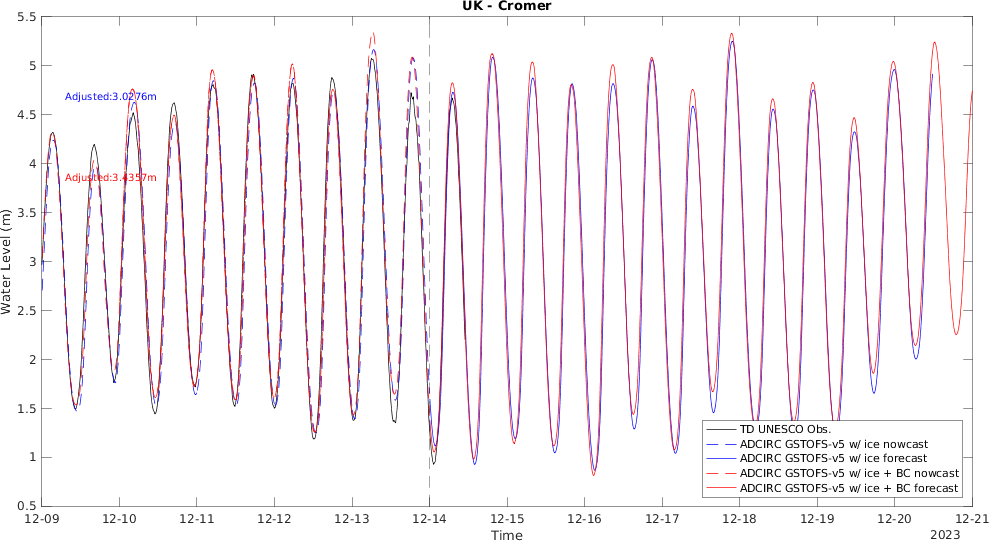 UK - Cromer
5.5
5
4.5
4
3.5
3
2.5
2
1.5
1
0.5
Water Level (m)
Adjusted:3.0276m
Adjusted:3.4357m
TD UNESCO Obs.
ADCIRC GSTOFS-v5 w/ ice nowcast
ADCIRC GSTOFS-v5 w/ ice forecast
ADCIRC GSTOFS-v5 w/ ice + BC nowcast
ADCIRC GSTOFS-v5 w/ ice + BC forecast
12-09 12-10 12-11 12-12 12-13 12-14 12-15 12-16 12-17 12-18 12-19 12-20 12-21
Time
2023